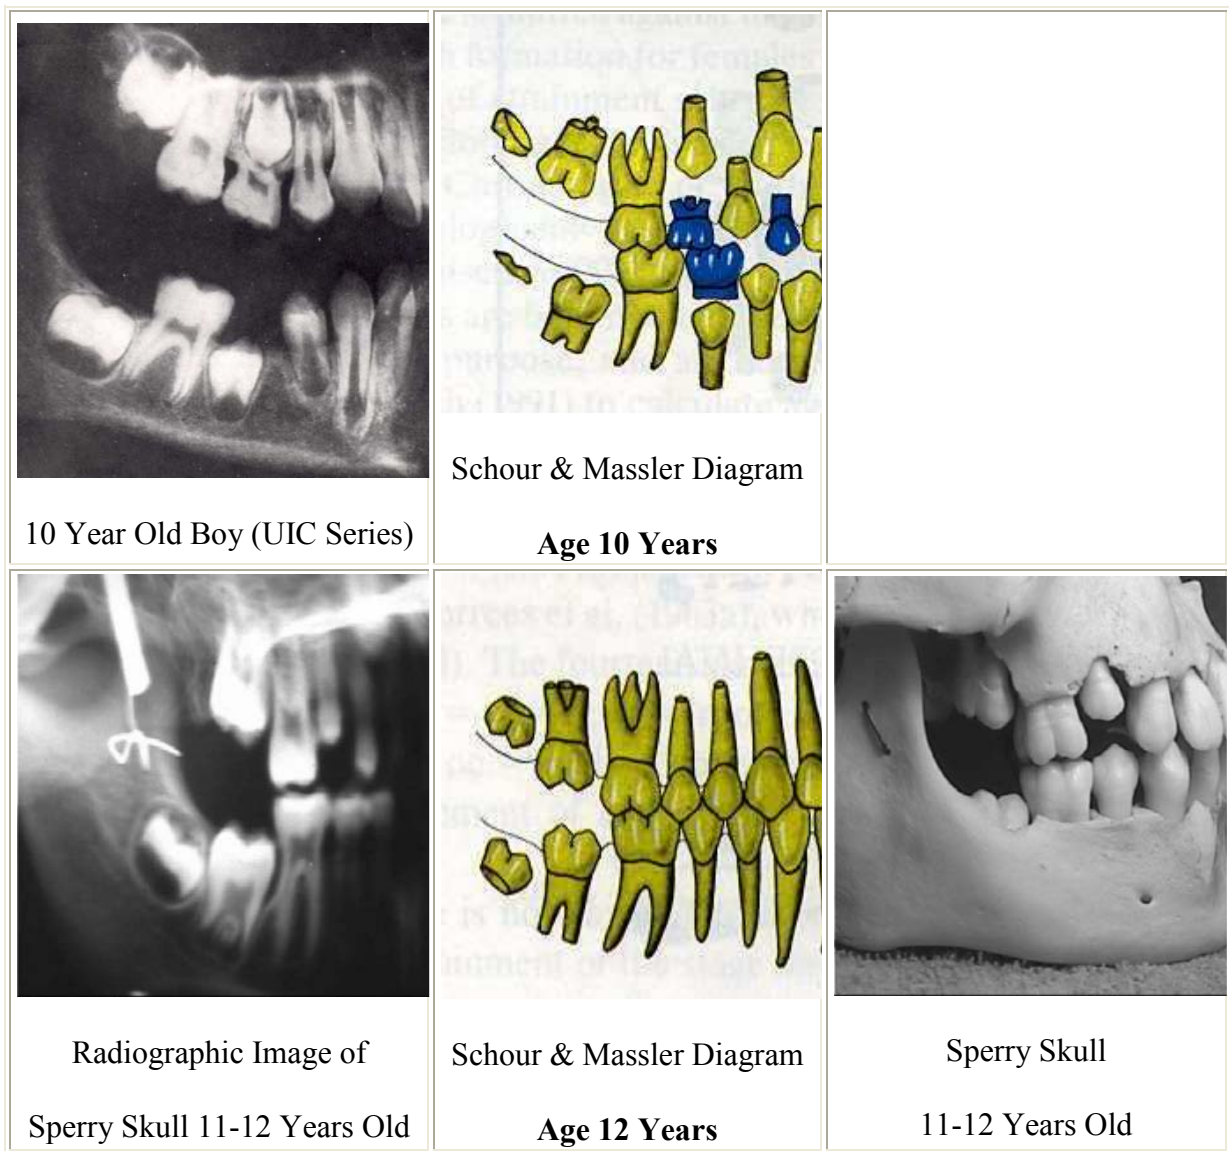 10 Year Old Boy (UIC Series)
Schour & Massler Diagram
Age 10 Years
Radiographic Image of
Sperry Skull 11-12 Years Old
Schour & Massler Diagram
Age 12 Years
Sperry Skull
11-12 Years Old